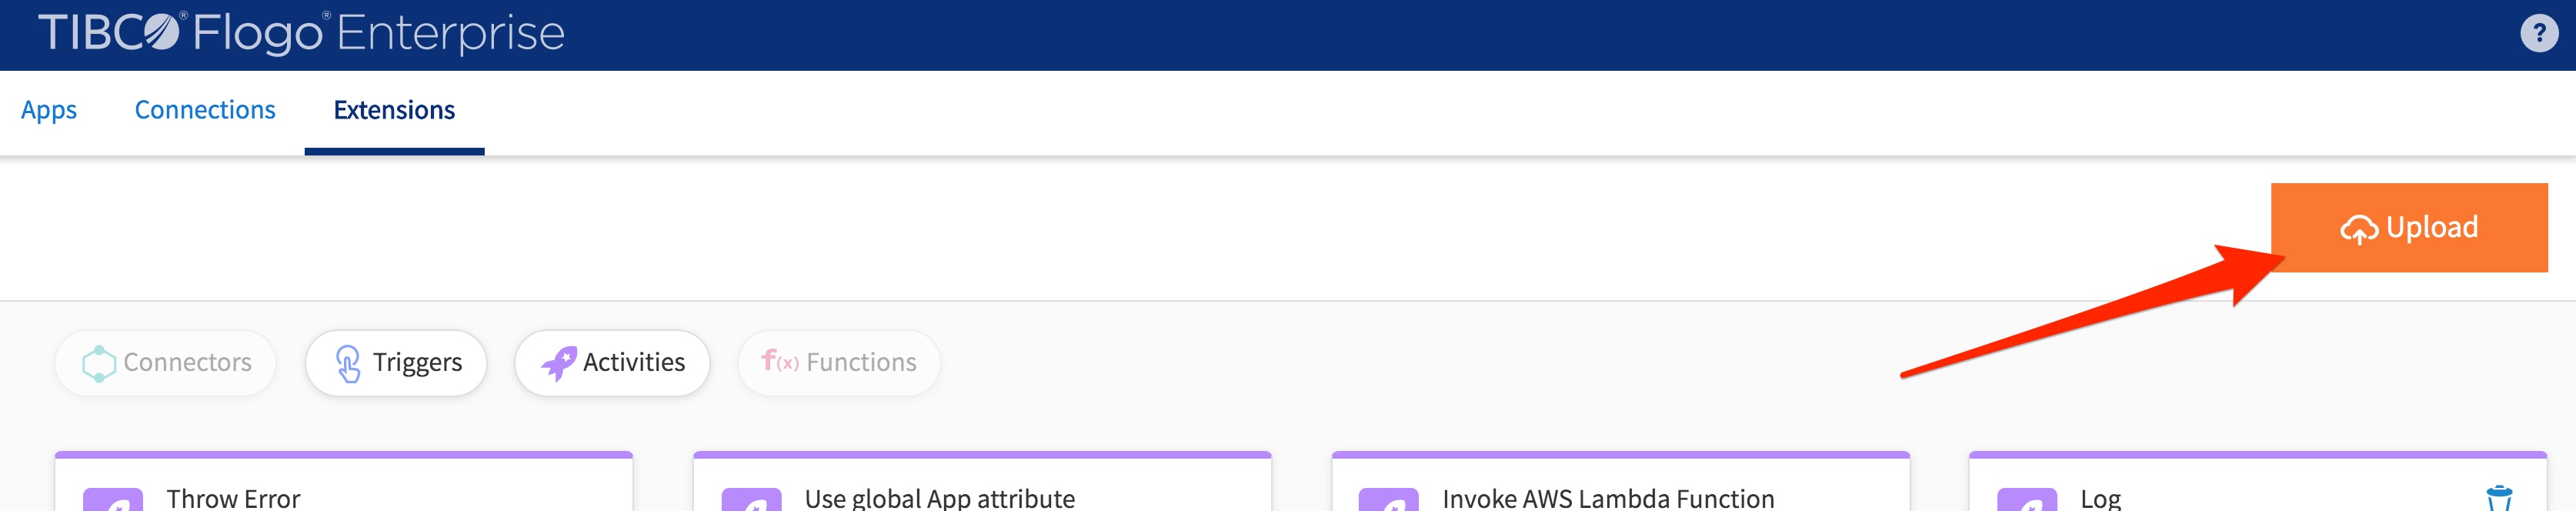 TIBCO® Flogo® Enterprise
?
Apps Connections Extensions
Upload
Connectors Triggers Activities f(x) Functions
Throw Error Use global App attribute Invoke AWS Lambda Function Log